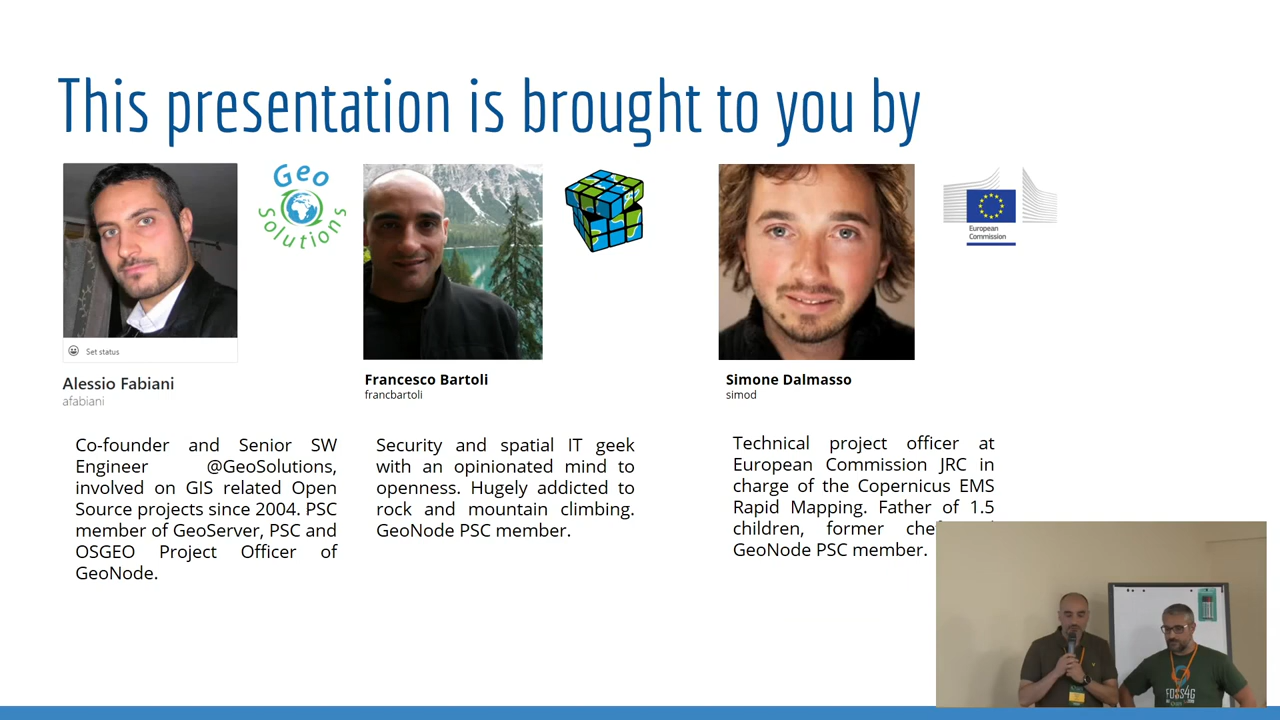 This presentation is brought to you by
Geo
Solutions
European
Commission
Set status
Alessio Fabiani
afabiani
Francesco Bartoli
francbartoli
Simone Dalmasso
simod
Co-founder and Senior SW
Engineer @GeoSolutions,
involved on GIS related Open
Source projects since 2004. PSC
member of GeoServer, PSC and
OSGEO Project Officer of
GeoNode.
Security and spatial IT geek
with an opinionated mind to
openness. Hugely addicted to
rock and mountain climbing.
GeoNode PSC member.
Technical project officer at
European Commission JRC in
charge of the Copernicus EMS
Rapid Mapping. Father of 1.5
children, former
GeoNode PSC member.
FOSS4G